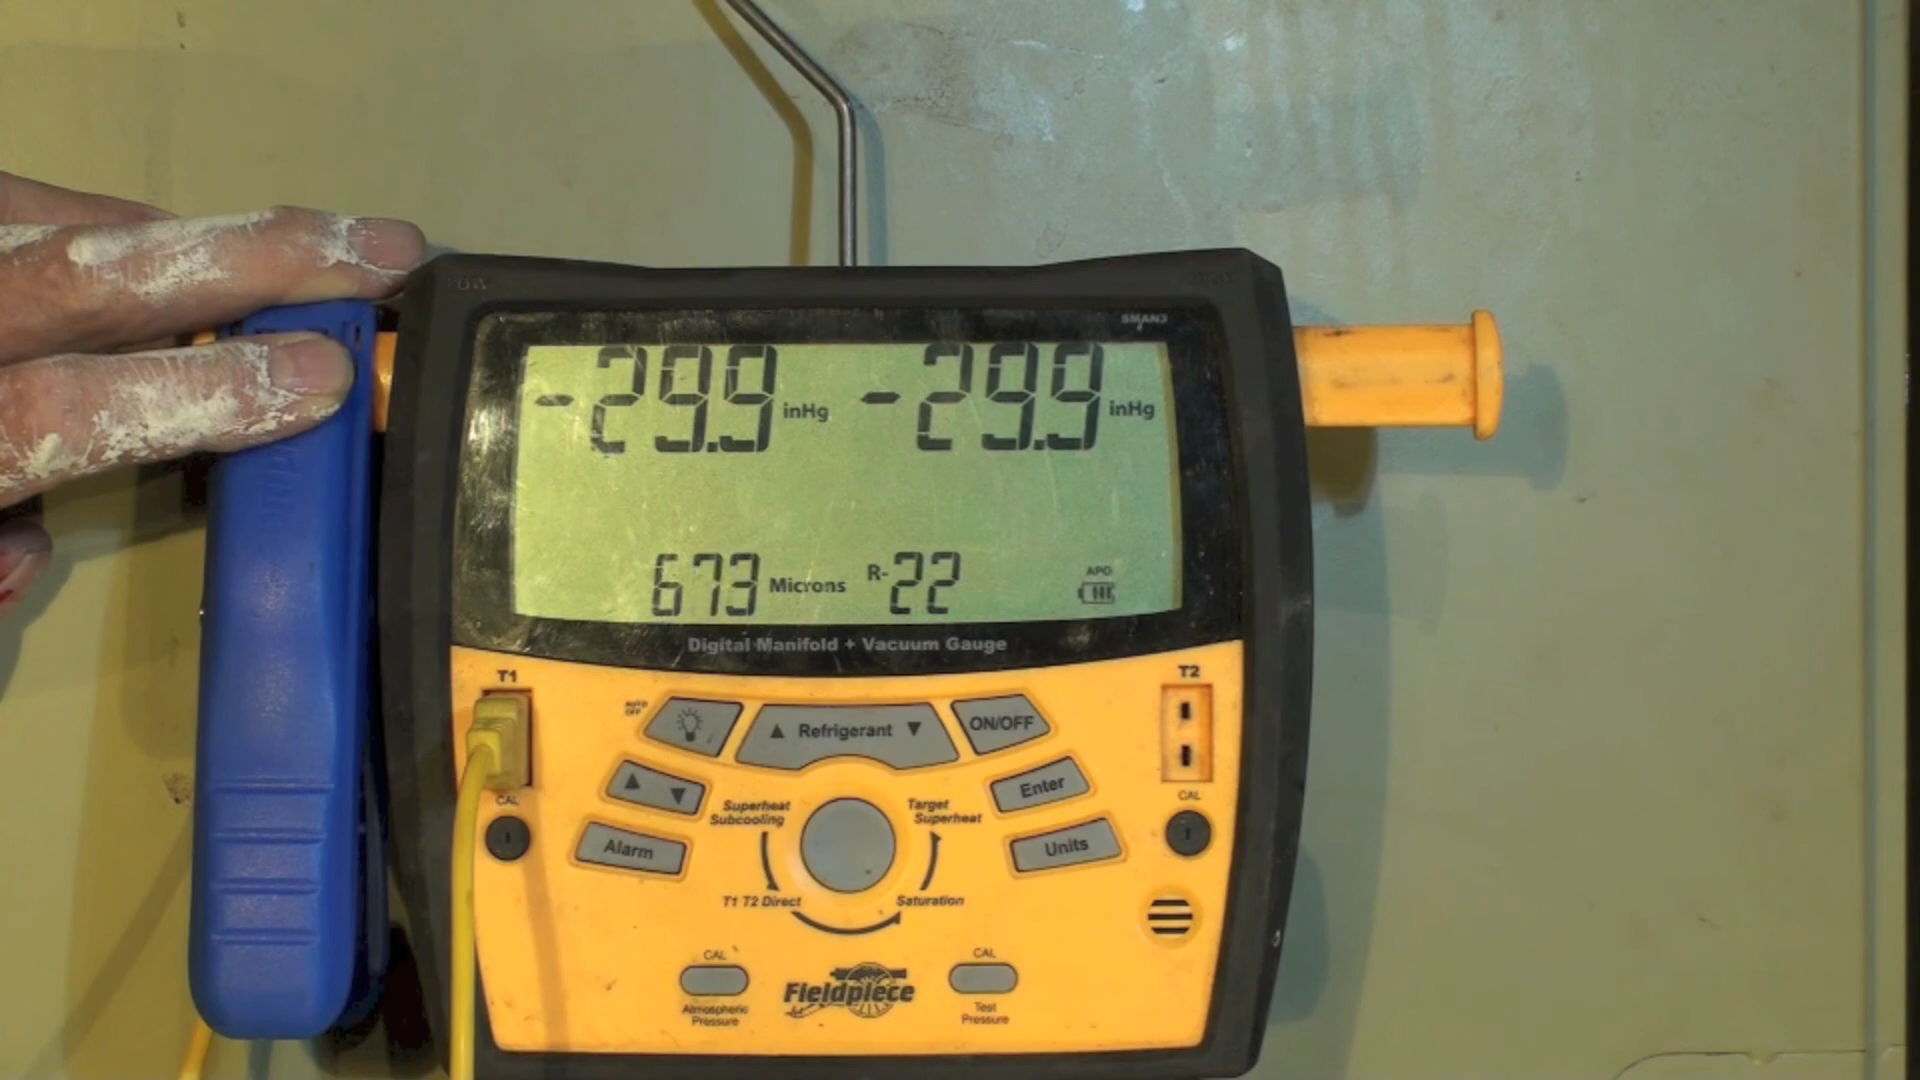 SMAN3
-29.9 inHg -29.9 inHg
673 Microns R-22
APO
Digital Manifold + Vacuum Gauge
T1
T2
AUTO
OFF
▲ Refrigerant ▼
ON/OFF
▲ ▼
Enter
CAL
CAL
Superheat
Subcooling
Target
Superheat
Alarm
Units
T1 T2 Direct
Saturation
CAL
CAL
Fieldpiece
Atmospheric
Pressure
Test
Pressure